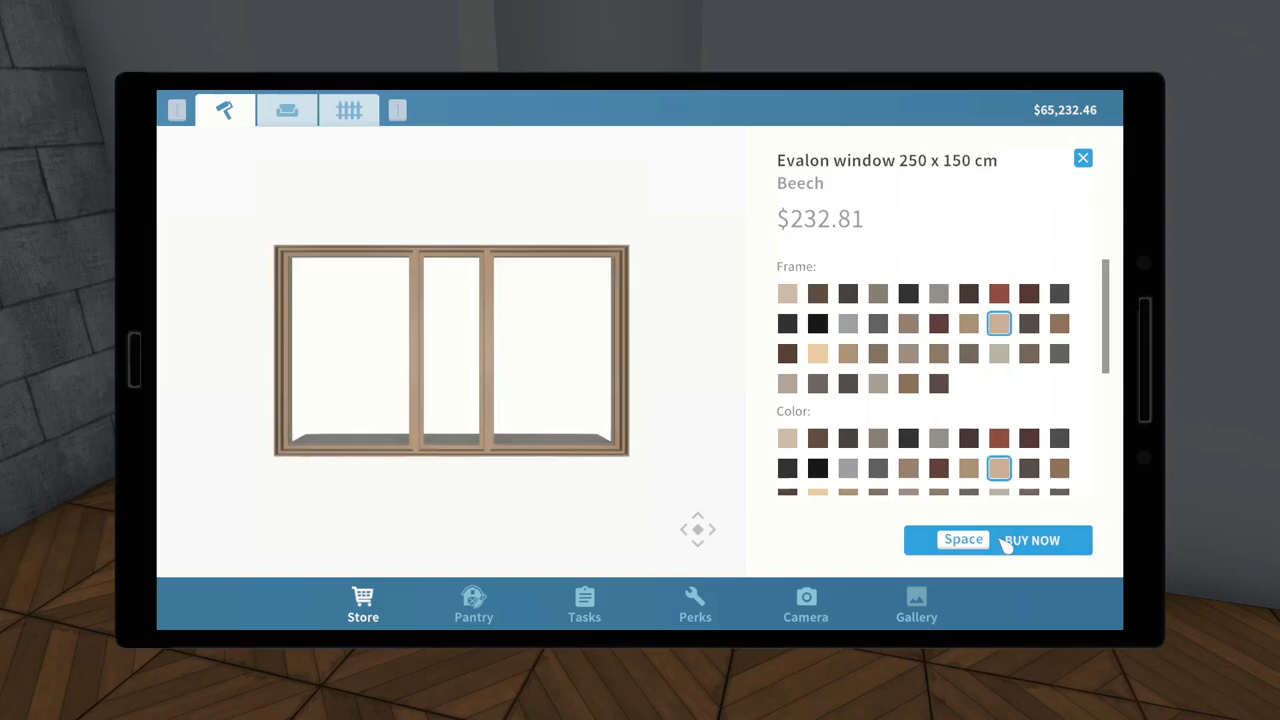 $65,232.46
Evalon window 250 x 150 cm
Beech
$232.81
Frame:
Color:
Space BUY NOW
Store
Pantry
Tasks
Perks
Camera
Gallery